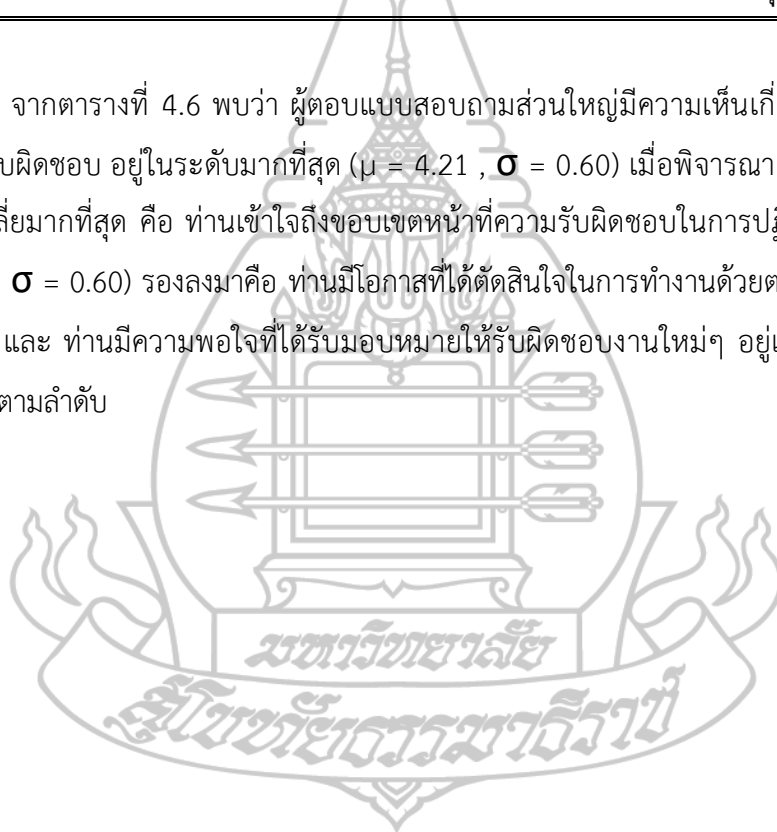 จากตารางที่ 4.6 พบว่า ผู้ตอบแบบสอบถามส่วนใหญ่มีความเห็นเกี่
บผิดชอบ อยู่ในระดับมากที่สุด (μ = 4.21 , σ = 0.60) เมื่อพิจารณา
ลี่ยมากที่สุด คือ ท่านเข้าใจถึงขอบเขตหน้าที่ความรับผิดชอบในการปฏิ
σ = 0.60) รองลงมาคือ ท่านมีโอกาสที่ได้ตัดสินใจในการทำงานด้วยต
และ ท่านมีความพอใจที่ได้รับมอบหมายให้รับผิดชอบงานใหม่ๆ อยู่เ
ตามลำดับ
มหาวิทยาลัย
สุโขทัยธรรมาธิราช